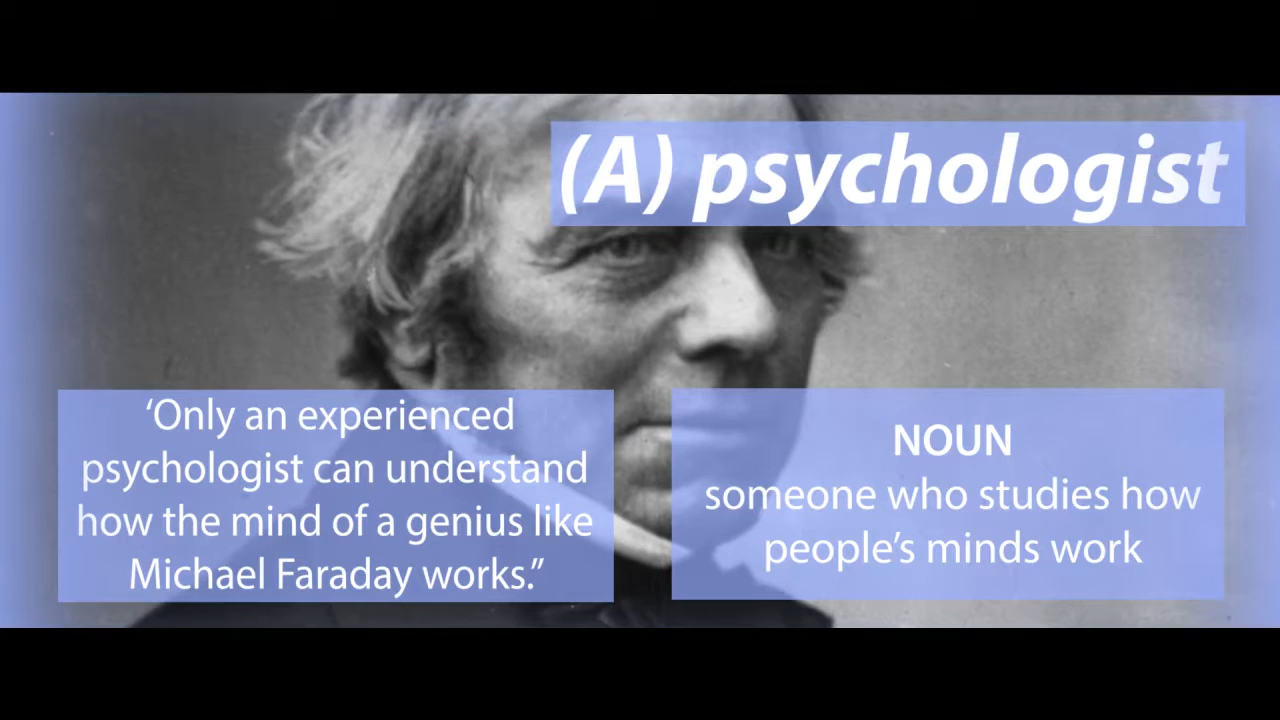 (A) psychologist
‘Only an experienced
psychologist can understand
how the mind of a genius like
Michael Faraday works.”
NOUN
someone who studies how
people’s minds work